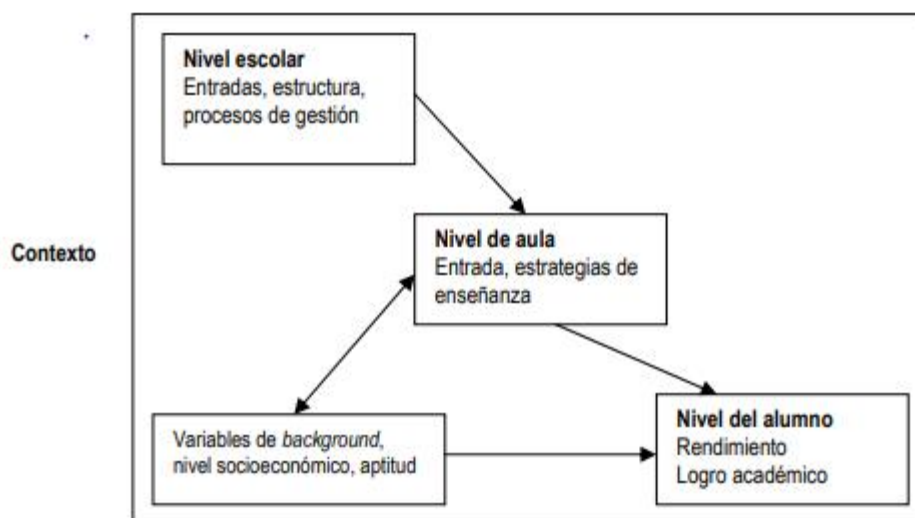 Nivel escolar
Entradas, estructura,
procesos de gestión
Nivel de aula
Entrada, estrategias de
enseñanza
Contexto
Variables de background,
nivel socioeconómico, aptitud
Nivel del alumno
Rendimiento
Logro académico